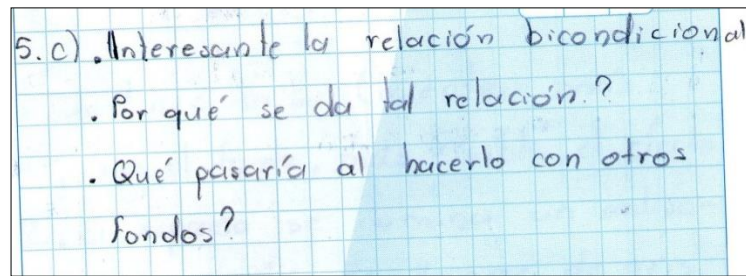 5. c) . Interesante la relación bicondicional
. Por qué se da tal relación.?
. Qué pasaría al hacerlo con otros
fondos?